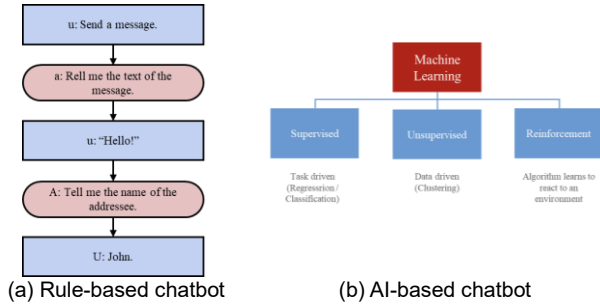 u: Send a message.
a: Rell me the text of the
message.
u: “Hello!”
A: Tell me the name of the
addressee.
U: John.
(a) Rule-based chatbot
Machine
Learning
Supervised
Unsupervised
Reinforcement
Task driven
(Regression /
Classification)
Data driven
(Clustering)
Algorithm learns to
react to an
environment
(b) AI-based chatbot